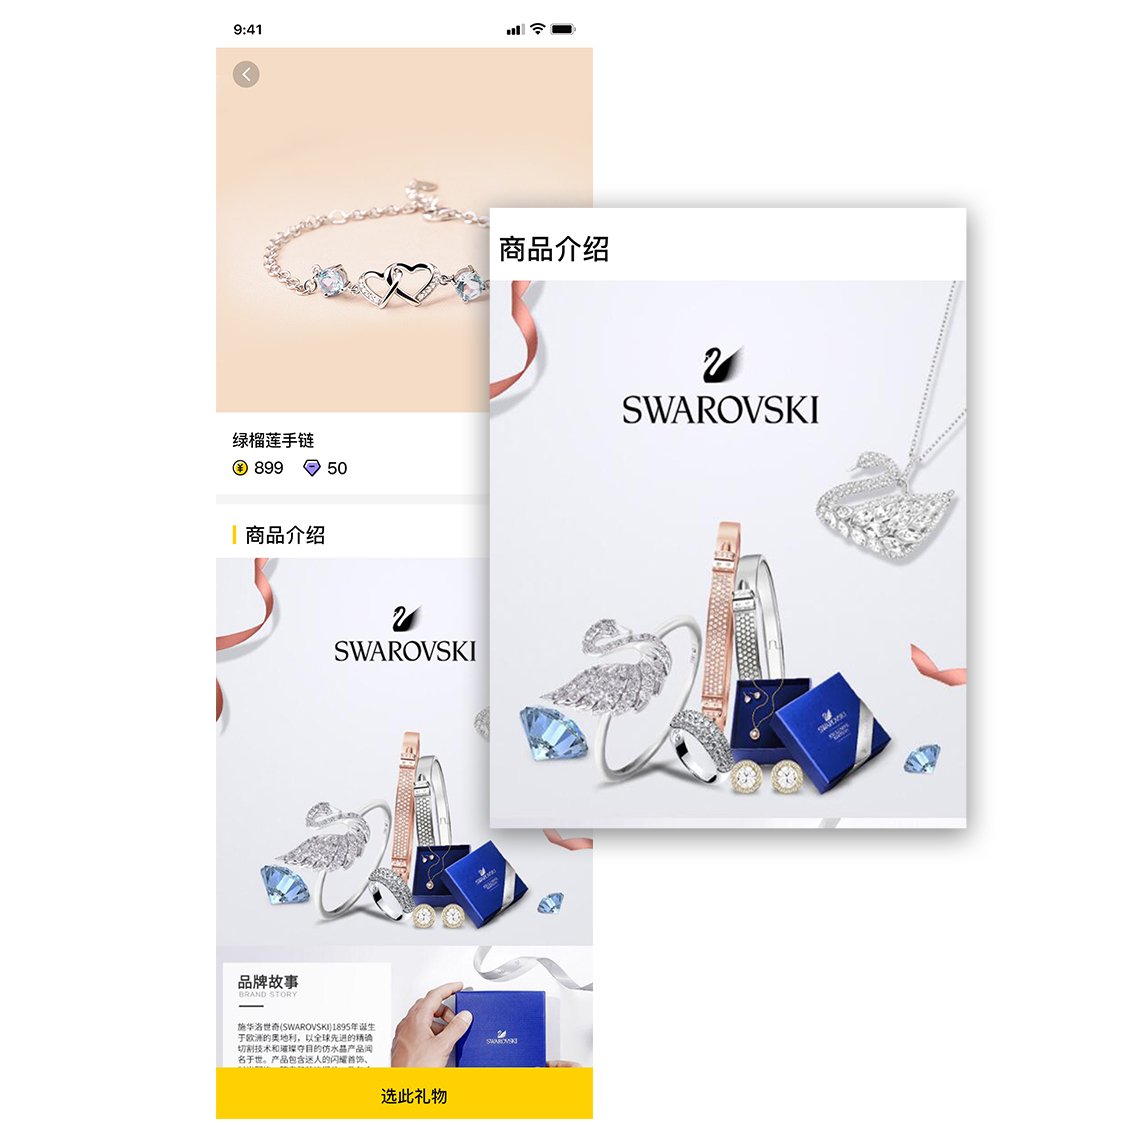 9:41
绿榴莲手链
899 50
商品介绍
SWAROVSKI
品牌故事
BRAND STORY
施华洛世奇(SWAROVSKI)1895年诞生
于欧洲的奥地利，以全球先进的精确
切割技术和璀璨夺目的仿水晶产品闻
名于世。产品包含迷人的闪耀首饰、
SWAROVSKI
选此礼物
商品介绍
SWAROVSKI
SWAROVSKI